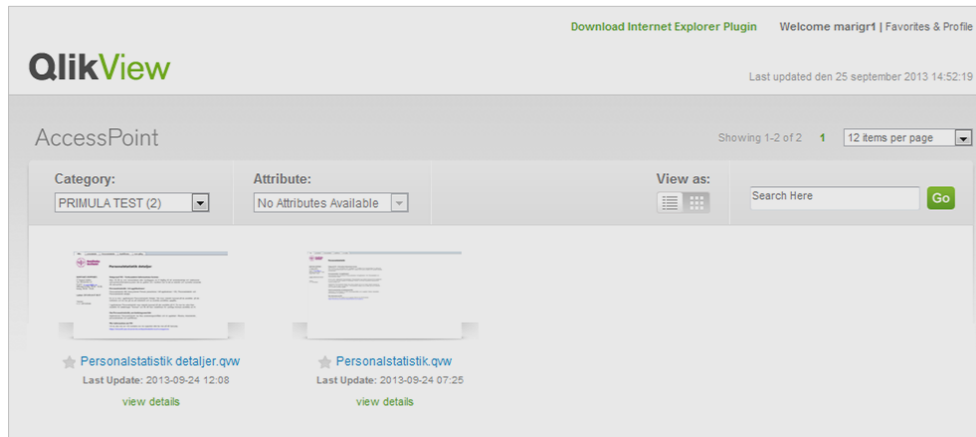 Download Internet Explorer Plugin Welcome marigr1 | Favorites & Profile
QlikView
Last updated den 25 september 2013 14:52:19
AccessPoint
Showing 1-2 of 2 1 12 items per page
Category: Attribute: View as:
PRIMULA TEST (2) No Attributes Available Search Here Go
Personalstatistik detaljer
Personalstatistik detaljer.qvw Personalstatistik.qvw
Last Update: 2013-09-24 12:08 Last Update: 2013-09-24 07:25
view details view details